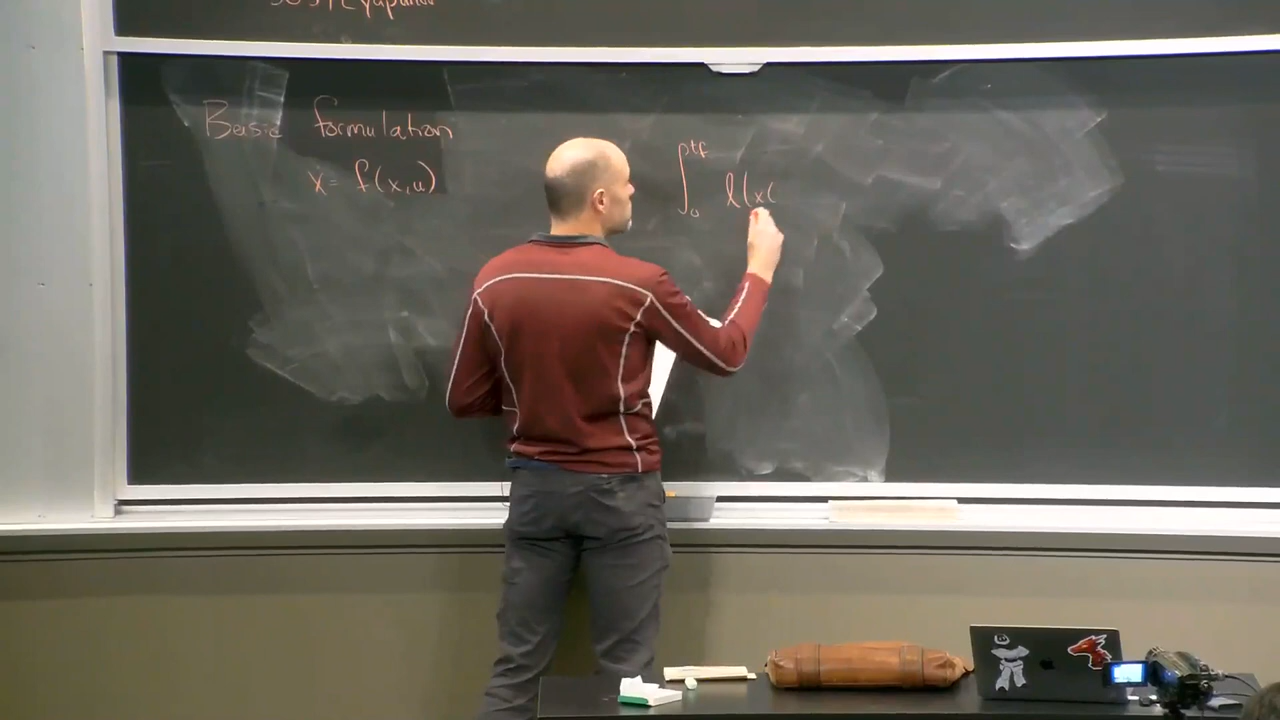 Basic formulation
ẋ = f(x,u)
∫₀^tf l(x(